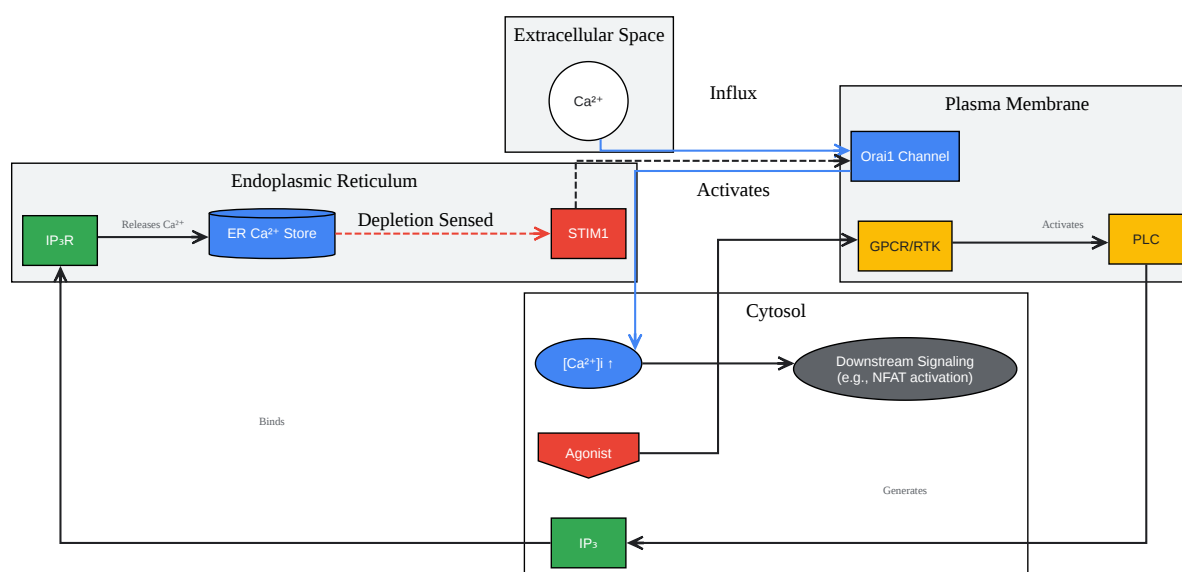 Extracellular Space
Ca²⁺
Influx
Plasma Membrane
Orai1 Channel
Endoplasmic Reticulum
Activates
IP₃R
Releases Ca²⁺
ER Ca²⁺ Store
Depletion Sensed
STIM1
GPCR/RTK
Activates
PLC
Cytosol
[Ca²⁺]i ↑
Downstream Signaling
(e.g., NFAT activation)
Binds
Agonist
Generates
IP₃